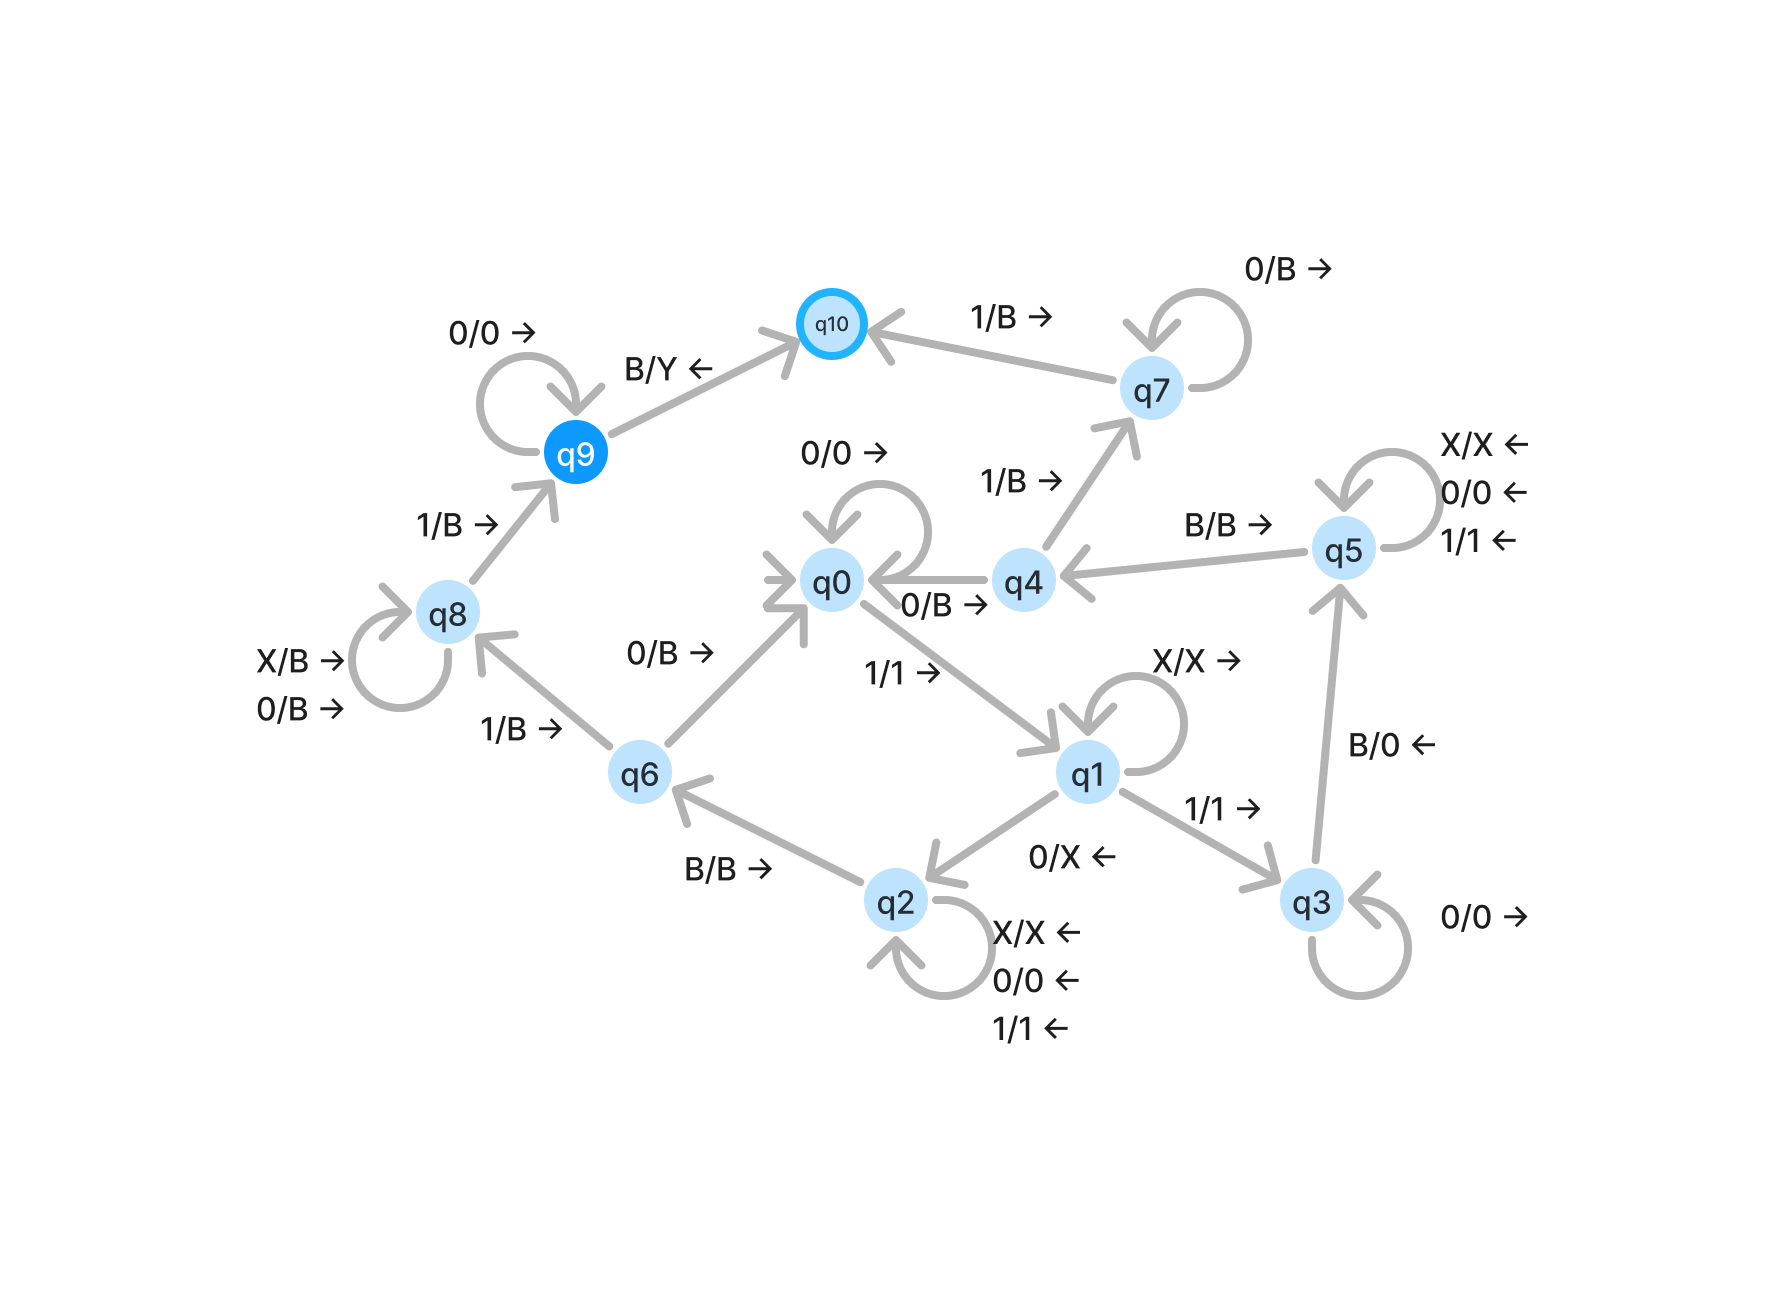 0/B →
1/B →
q10
0/0 →
B/Y ←
q7
0/0 →
X/X ←
q9
1/B →
0/0 ←
1/B →
B/B →
1/1 ←
q5
q0
q4
0/B →
q8
0/B →
1/1 →
X/X →
X/B →
0/B →
1/B →
q6
q1
B/0 ←
1/1 →
B/B →
0/X ←
q2
q3
0/0 →
X/X ←
0/0 ←
1/1 ←